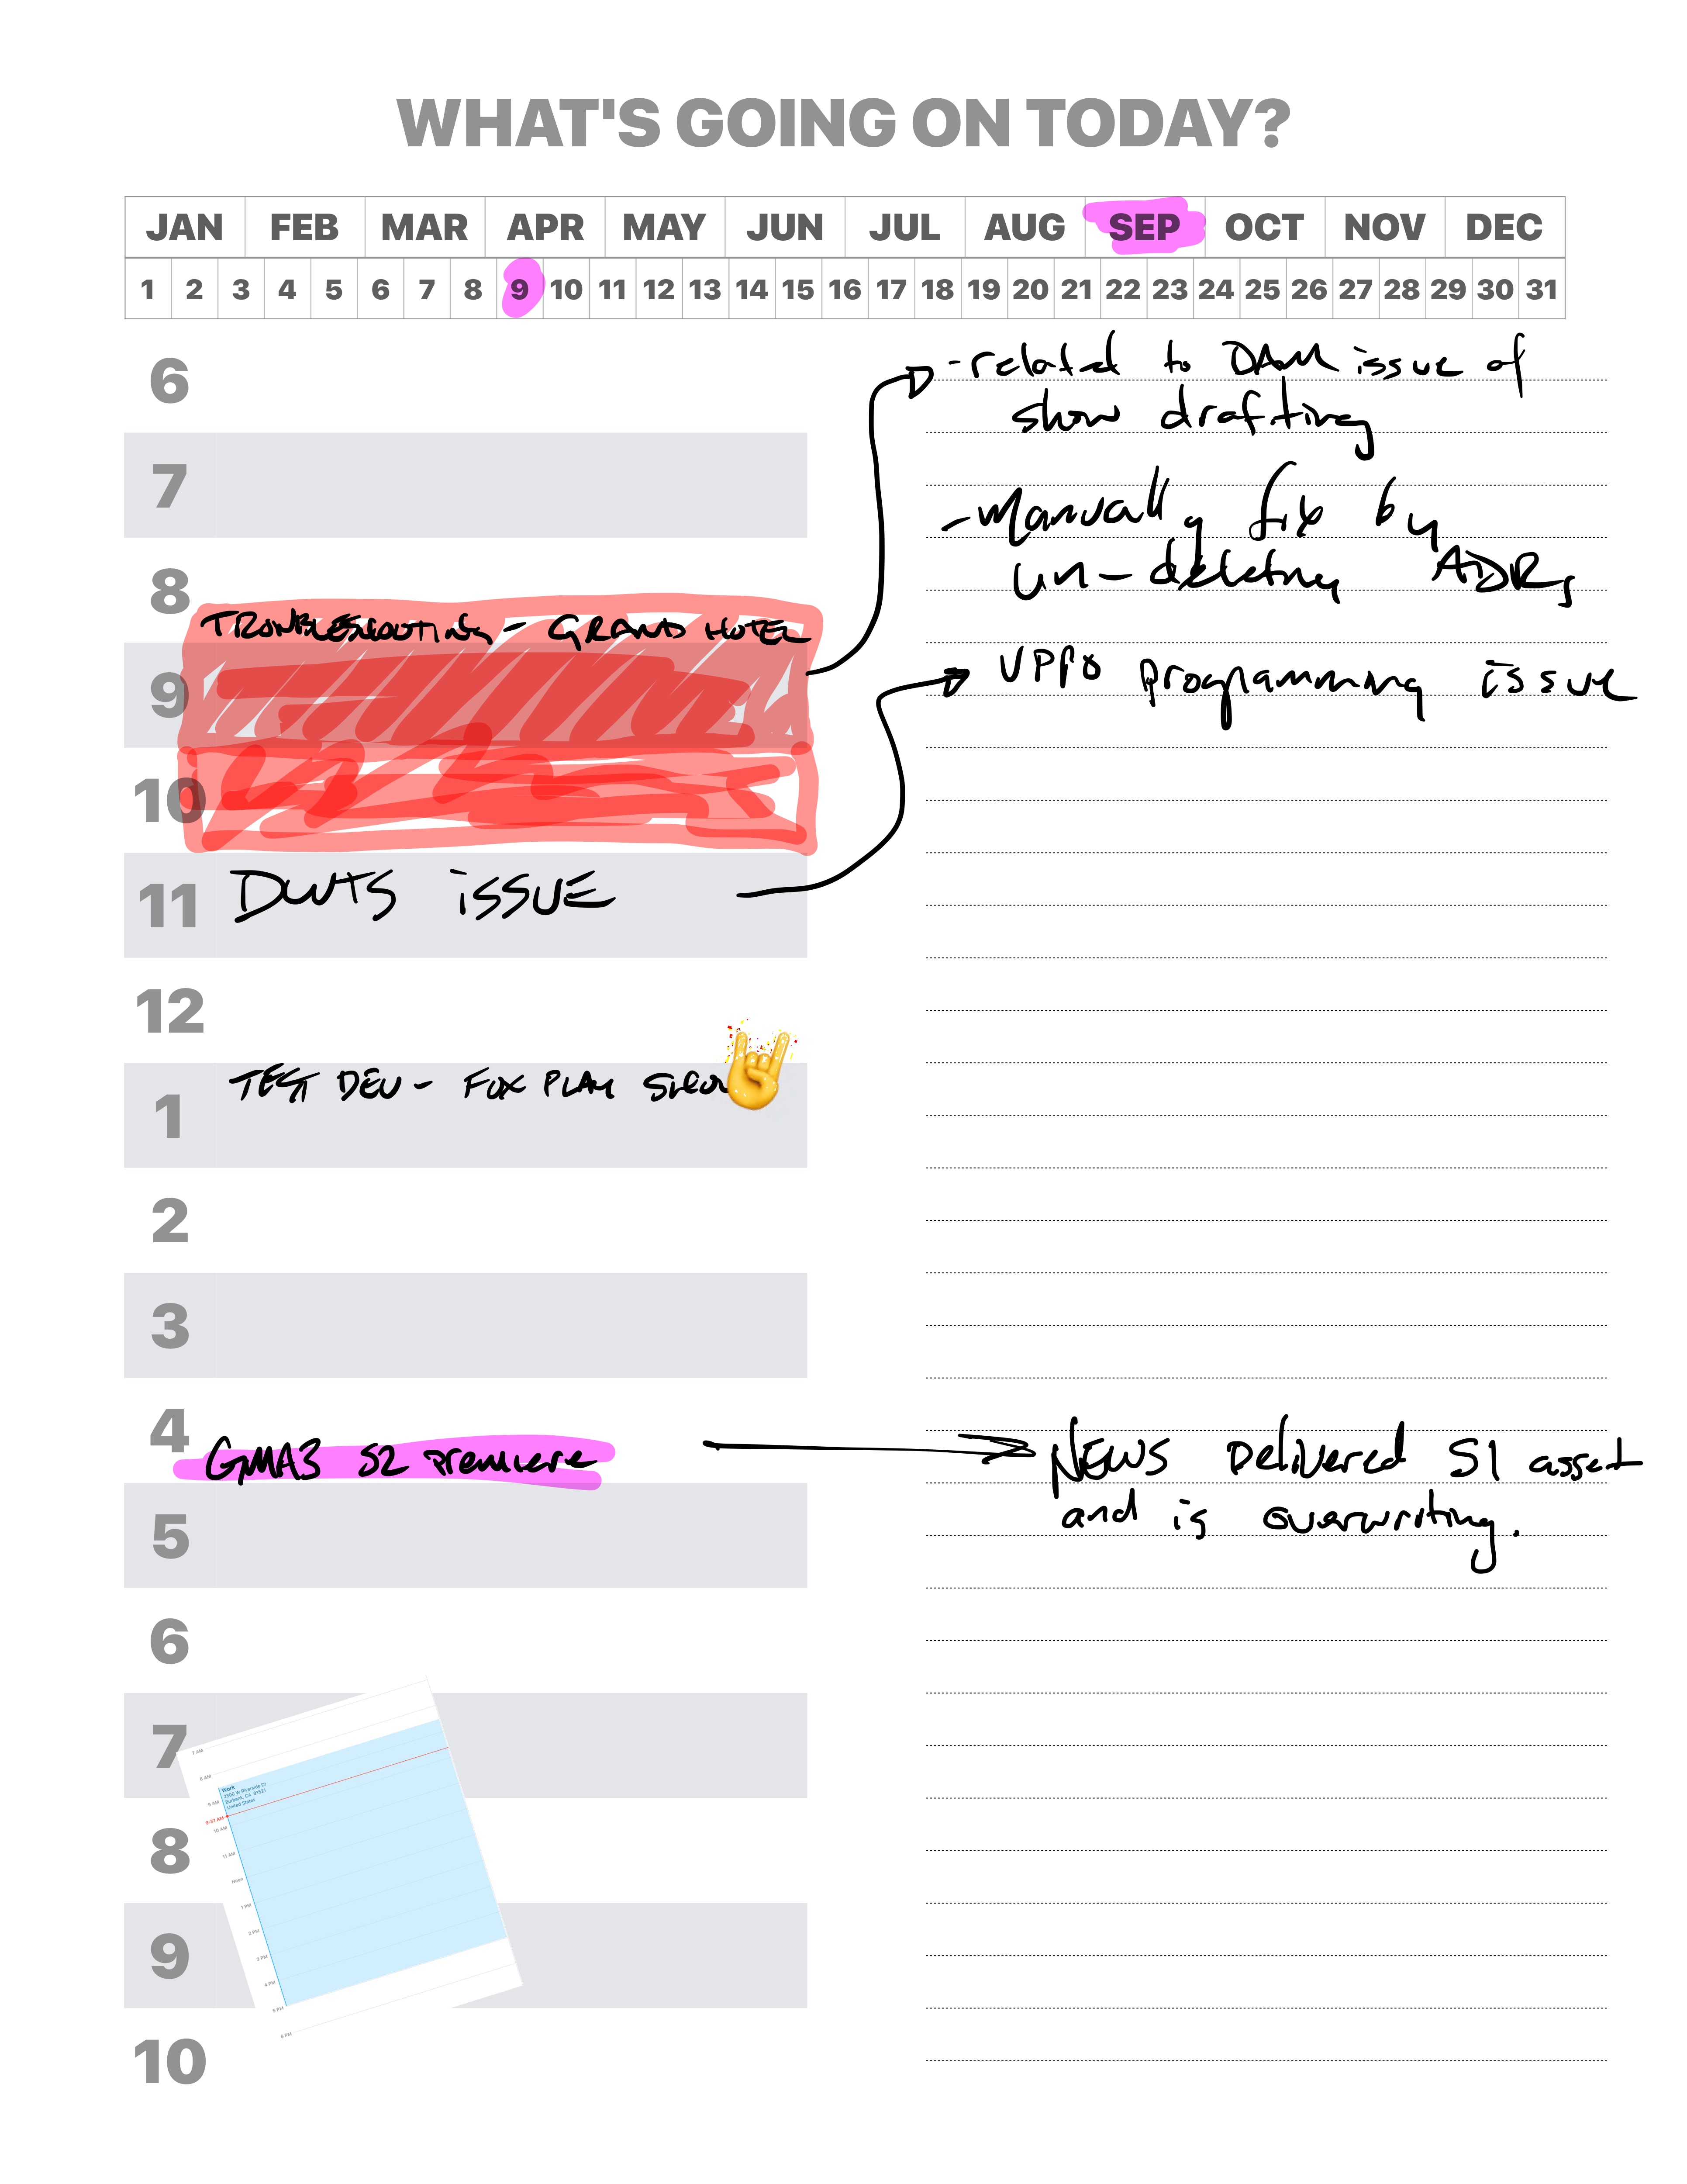 WHAT'S GOING ON TODAY?
JAN FEB MAR APR MAY JUN JUL AUG SEP OCT NOV DEC
1 2 3 4 5 6 7 8 9 10 11 12 13 14 15 16 17 18 19 20 21 22 23 24 25 26 27 28 29 30 31
6
7
8
TROUBLESHOOTING - GRAND HOTEL
9
10
11 DWTS ISSUE
12
TEST DEV - FOX PLAY
1
2
3
4
GMA3 S2 premiere
5
6
7
8
9
10
7 AM
8 AM
Work
2300 W Riverside Dr
Burbank, CA 91521
United States
9 AM
9:37 AM
10 AM
11 AM
Noon
1 PM
2 PM
3 PM
4 PM
5 PM
6 PM
- related to DAM issue of
show drafting
- Manually fix by
un-deleting ADRs
VPPO programming issue
NEWS Delivered S1 asset
and is overwriting.